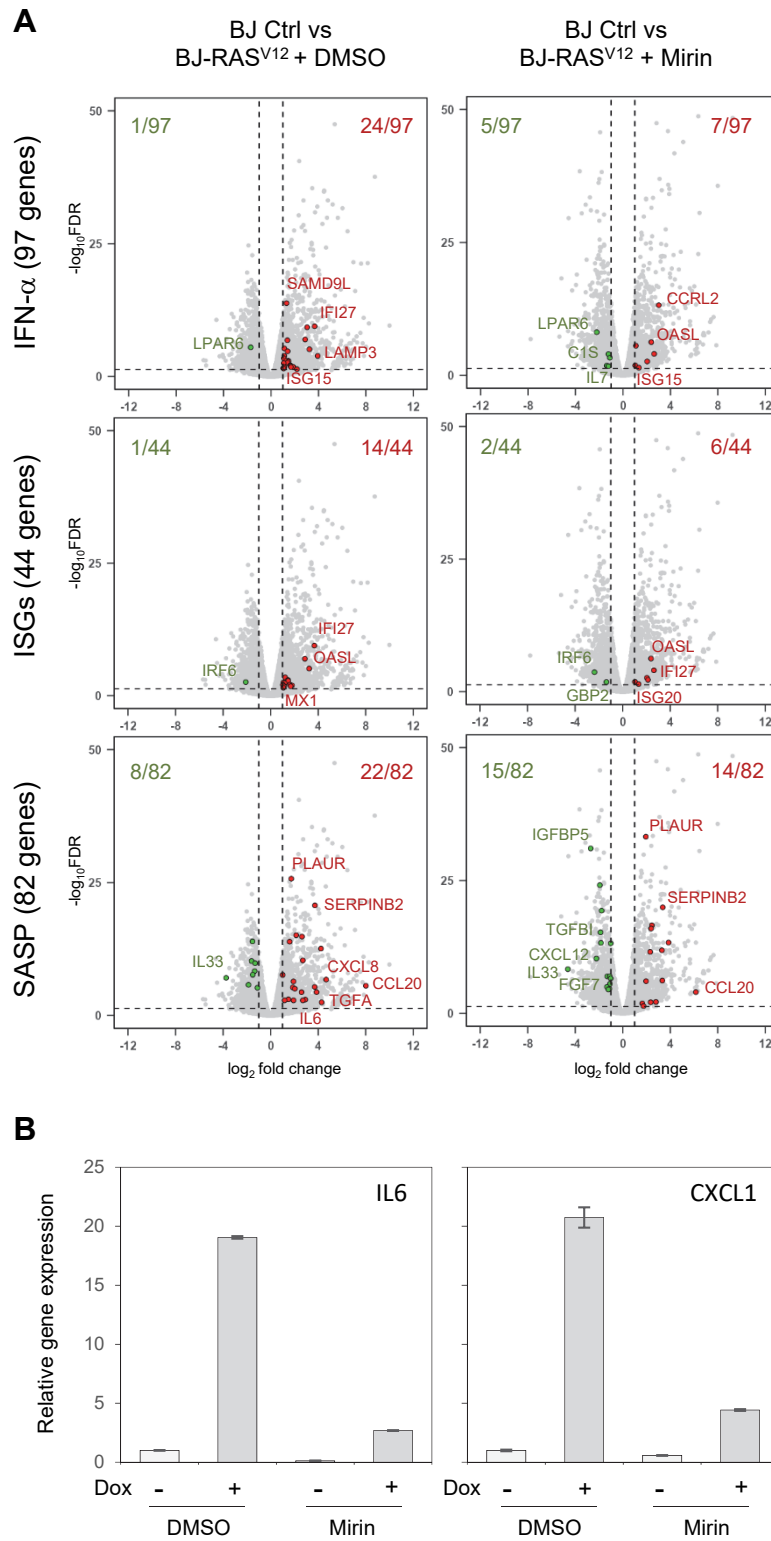 A
BJ Ctrl vs
BJ-RASV12 + DMSO
BJ Ctrl vs
BJ-RASV12 + Mirin
IFN-α (97 genes)
-log10FDR
50
25
0
1/97
24/97
SAMD9L
IFI27
LPAR6
LAMP3
ISG15
-12 -8 -4 0 4 8 12
50
25
0
5/97
7/97
CCRL2
LPAR6
OASL
C1S
IL7
ISG15
-12 -8 -4 0 4 8 12
ISGs (44 genes)
-log10FDR
50
25
0
1/44
14/44
IFI27
OASL
IRF6
MX1
-12 -8 -4 0 4 8 12
50
25
0
2/44
6/44
OASL
IRF6
IFI27
GBP2
ISG20
-12 -8 -4 0 4 8 12
SASP (82 genes)
-log10FDR
50
25
0
8/82
22/82
PLAUR
SERPINB2
IL33
CXCL8
CCL20
TGFA
IL6
-12 -8 -4 0 4 8 12
log2 fold change
50
25
0
15/82
14/82
PLAUR
IGFBP5
SERPINB2
TGFBI
CXCL12
IL33
FGF7
CCL20
-12 -8 -4 0 4 8 12
log2 fold change
B
Relative gene expression
25
20
15
10
5
0
IL6
CXCL1
Dox - + - +
DMSO Mirin
Dox - + - +
DMSO Mirin